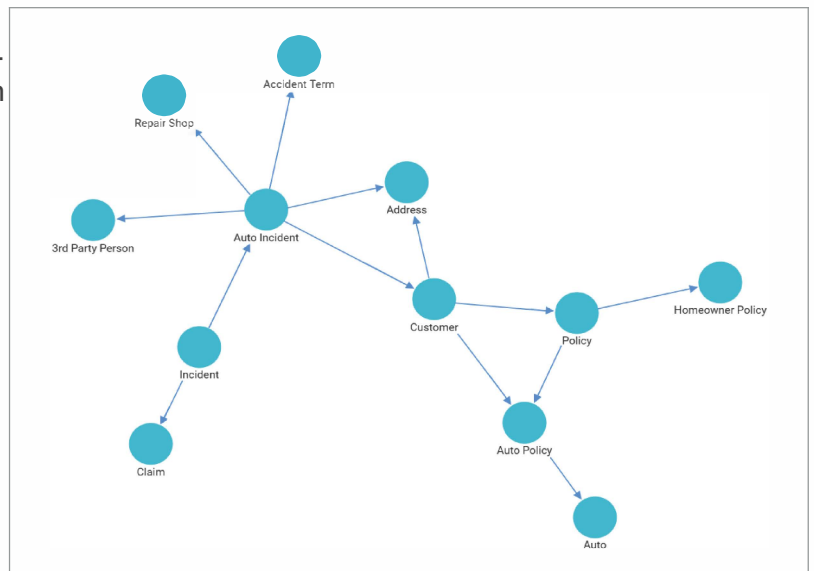 Accident Term
Repair Shop
Address
3rd Party Person
Auto Incident
Homeowner Policy
Customer
Policy
Incident
Auto Policy
Claim
Auto